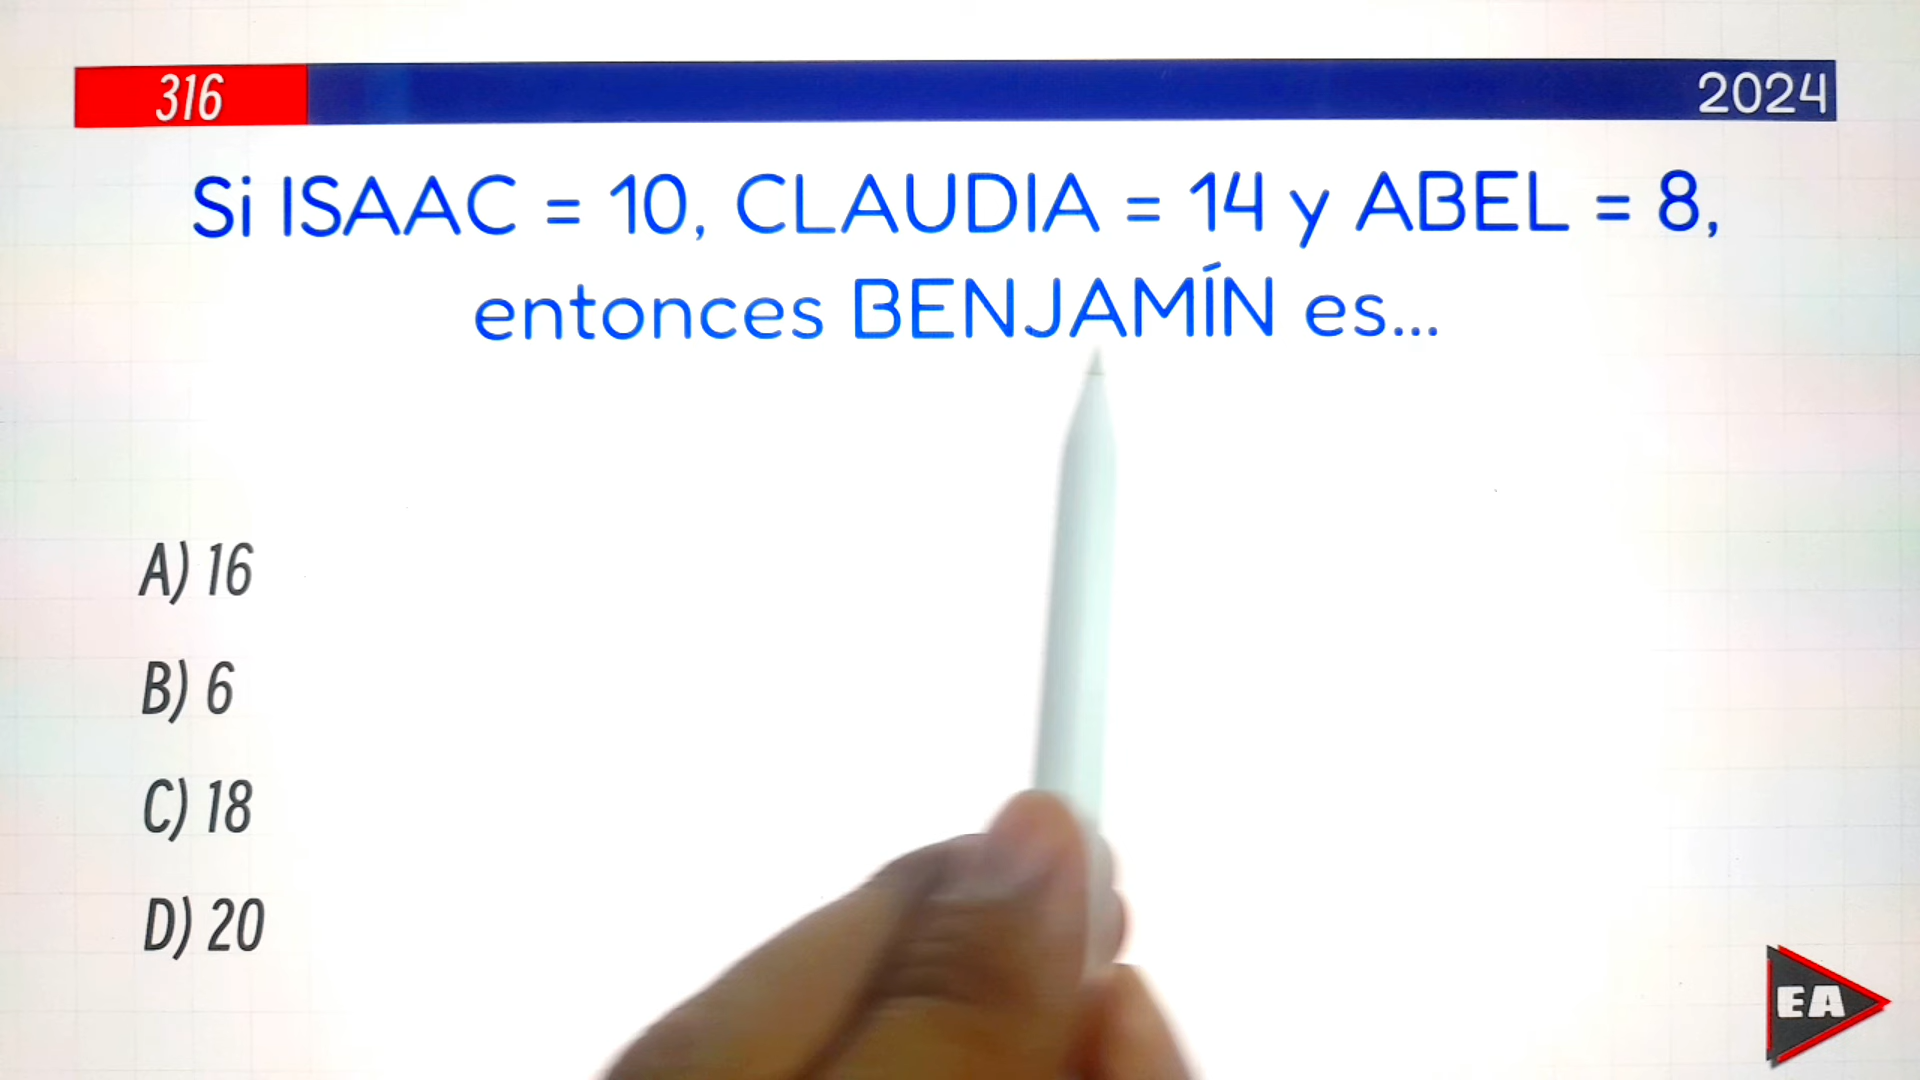 316
2024
Si ISAAC = 10, CLAUDIA = 14 y ABEL = 8,
entonces BENJAMÍN es...
A) 16
B) 6
C) 18
D) 20
EA